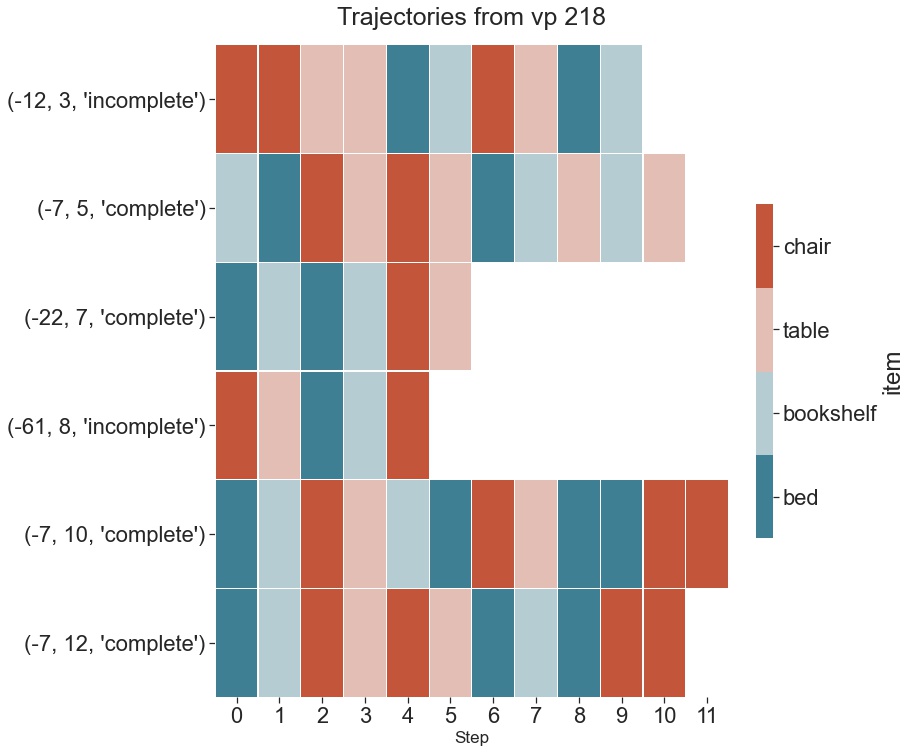 Trajectories from vp 218
(-12, 3, 'incomplete')
(-7, 5, 'complete')
(-22, 7, 'complete')
(-61, 8, 'incomplete')
(-7, 10, 'complete')
(-7, 12, 'complete')
0 1 2 3 4 5 6 7 8 9 10 11
Step
chair
table
bookshelf
bed
item